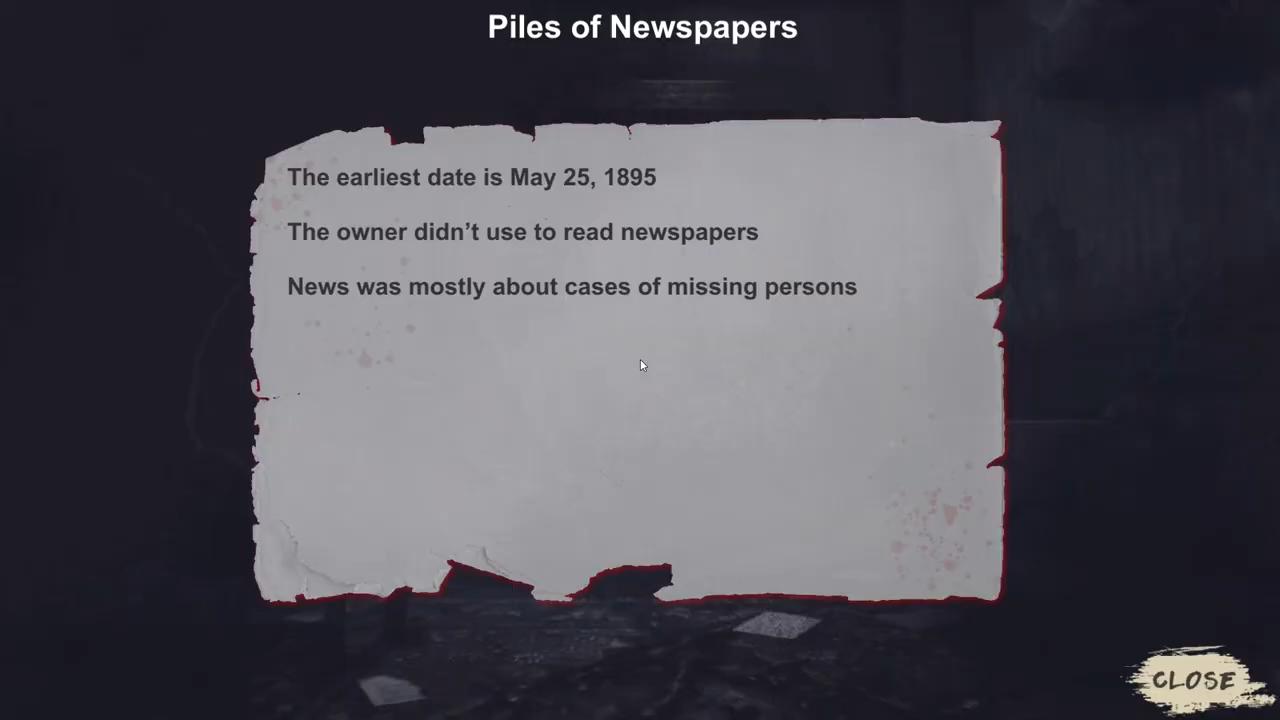 Piles of Newspapers
The earliest date is May 25, 1895
The owner didn’t use to read newspapers
News was mostly about cases of missing persons
CLOSE